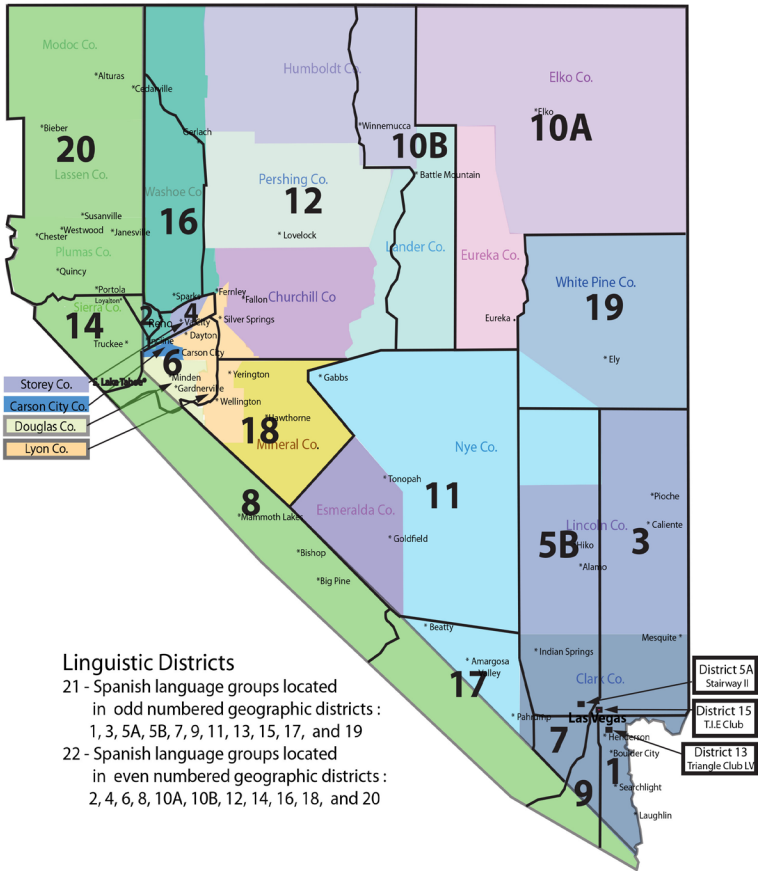 Modoc Co.
Humboldt Co.
Elko Co.
*Alturas
*Cedarville
*Elko
10A
*Bieber
*Winnemucca
Gerlach
20
10B
Lassen Co.
*Battle Mountain
Pershing Co.
Washoe Co.
12
16
*Susanville
*Westwood
*Janesville
*Chester
*Lovelock
Plumas Co.
Lander Co.
Eureka Co.
*Quincy
White Pine Co.
19
*Portola
Loyalton*
*Sparks
*Fernley
*Fallon
Churchill Co.
Sierra Co.
2
4
14
*Reno
*VirCity
*Silver Springs
Eureka *
Truckee *
*Dayton
Carson City
*Ely
6
S. Lake Tahoe*
*Minden
*Gardnerville
*Yerington
*Gabbs
Storey Co.
Carson City Co.
Douglas Co.
Lyon Co.
*Wellington
*Hawthorne
18
Mineral Co.
Nye Co.
*Tonopah
11
8
*Mammoth Lakes
Esmeralda Co.
*Pioche
Lincoln Co.
*Caliente
5B
3
*Hiko
*Goldfield
*Bishop
*Alamo
*Big Pine
*Beatty
Mesquite *
*Indian Springs
*Amargosa
Valley
17
Clark Co.
District 5A
Stairway II
*Pahrump
Las Vegas
District 15
T.I.E Club
7
*Henderson
*Boulder City
District 13
Triangle Club LV
1
9
*Searchlight
*Laughlin
Linguistic Districts
21 - Spanish language groups located
in odd numbered geographic districts :
1, 3, 5A, 5B, 7, 9, 11, 13, 15, 17, and 19
22 - Spanish language groups located
in even numbered geographic districts :
2, 4, 6, 8, 10A, 10B, 12, 14, 16, 18, and 20